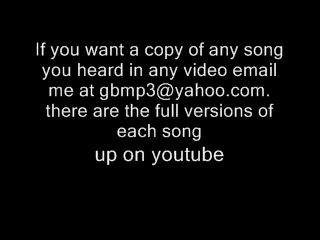 If you want a copy of any song
you heard in any video email
me at gbmp3@yahoo.com.
there are the full versions of
each song
up on youtube